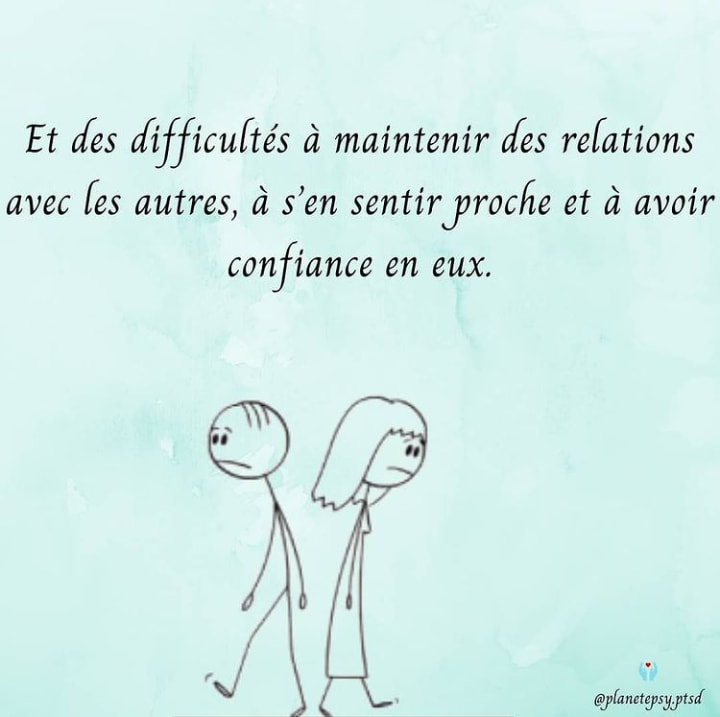 Et des difficultés à maintenir des relations
avec les autres, à s'en sentir proche et à avoir
confiance en eux.
@planetepsy.ptsd